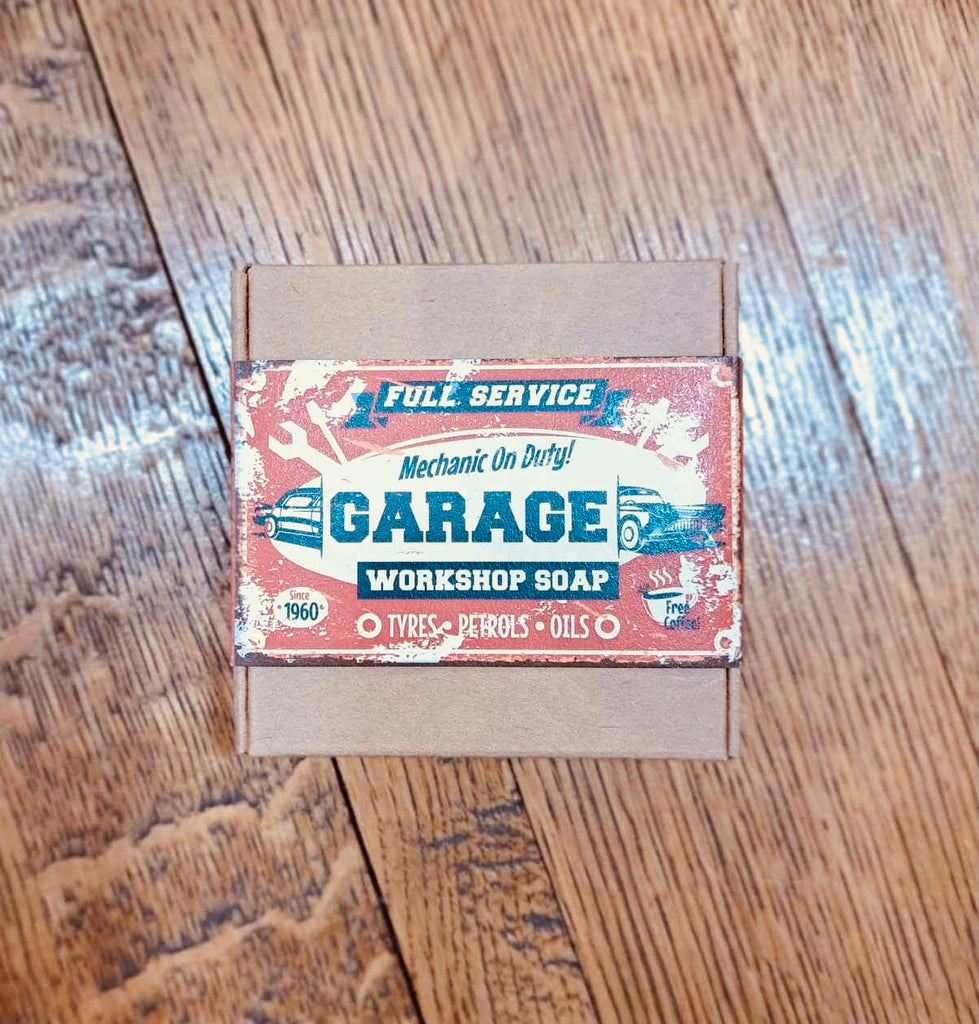 FULL SERVICE
Mechanic On Duty!
GARAGE
WORKSHOP SOAP
Since
1960
Free
Coffee!
TYRES • PETROLS • OILS